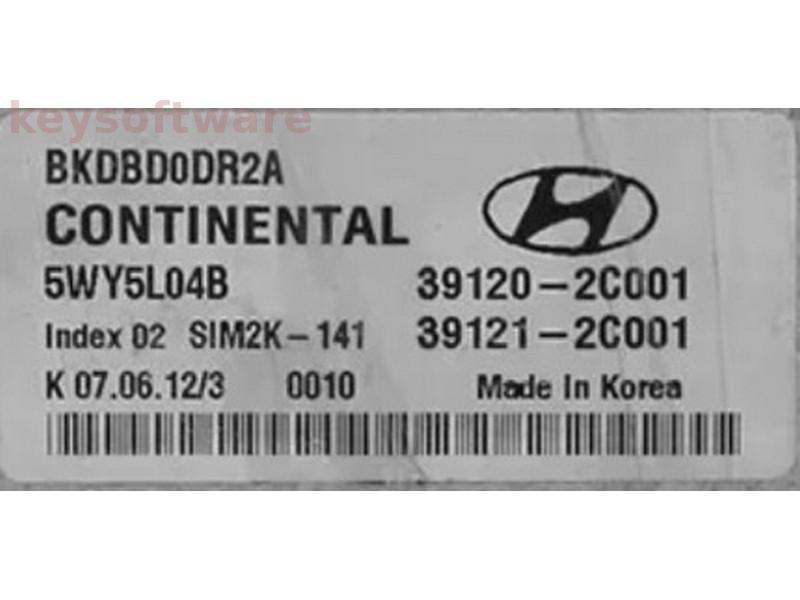 keysoftware
BKDBD0DR2A
CONTINENTAL
5WY5L04B 39120-2C001
Index 02 SIM2K-141 39121-2C001
K 07.06.12/3 0010 Made in Korea